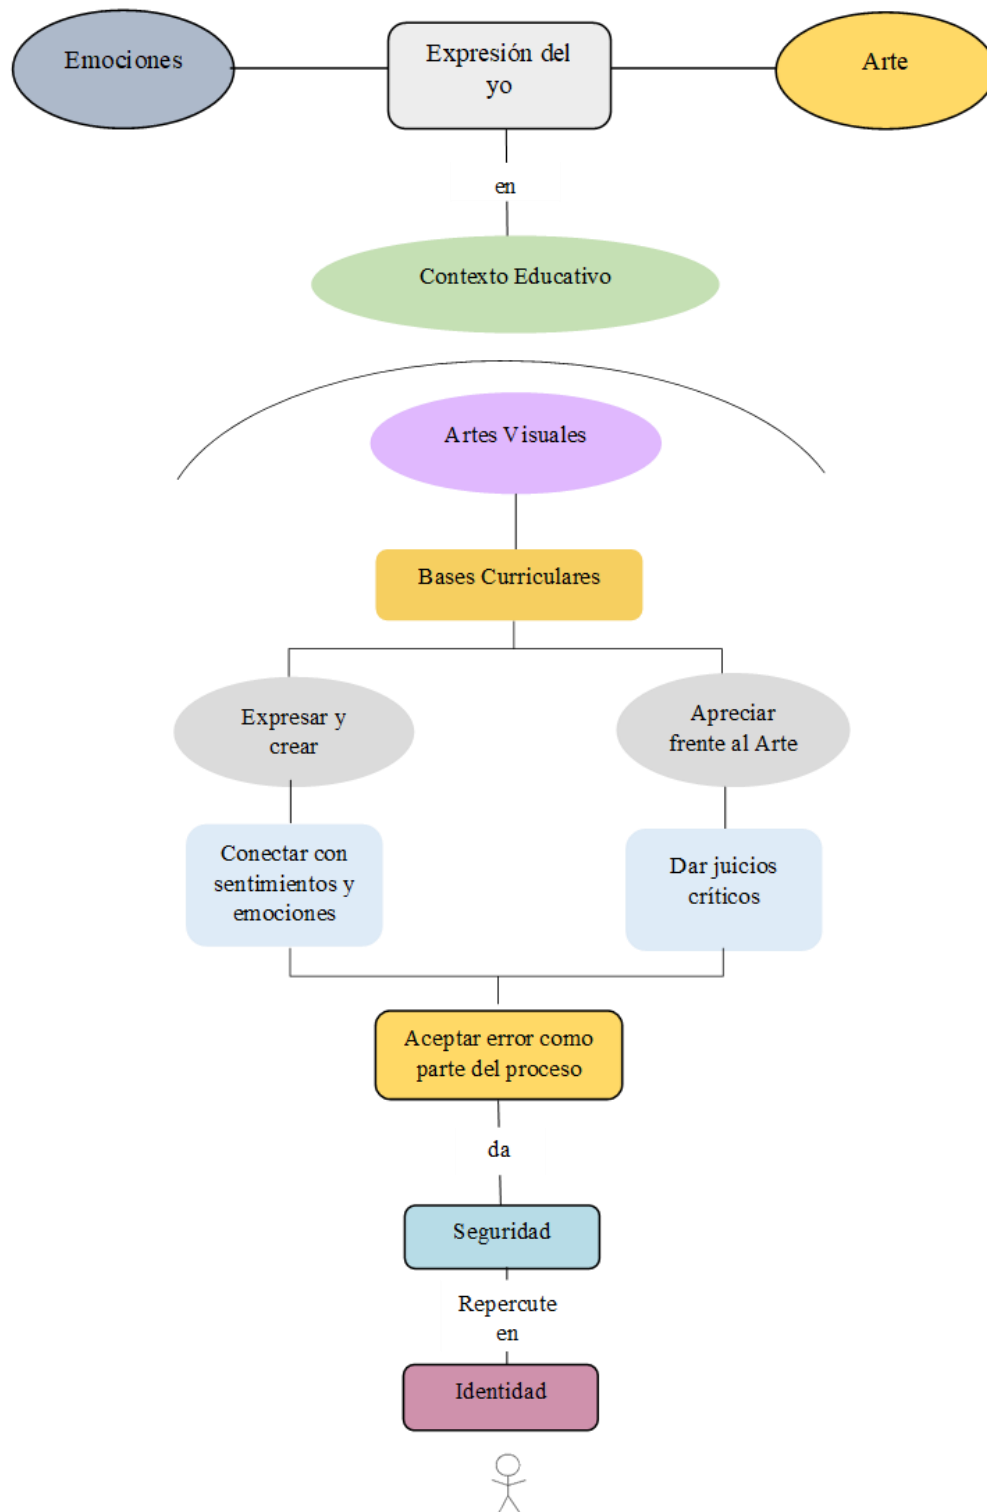 Emociones
Expresión del
yo
Arte
en
Contexto Educativo
Artes Visuales
Bases Curriculares
Expresar y
crear
Apreciar
frente al Arte
Conectar con
sentimientos y
emociones
Dar juicios
críticos
Aceptar error como
parte del proceso
da
Seguridad
Repercute
en
Identidad